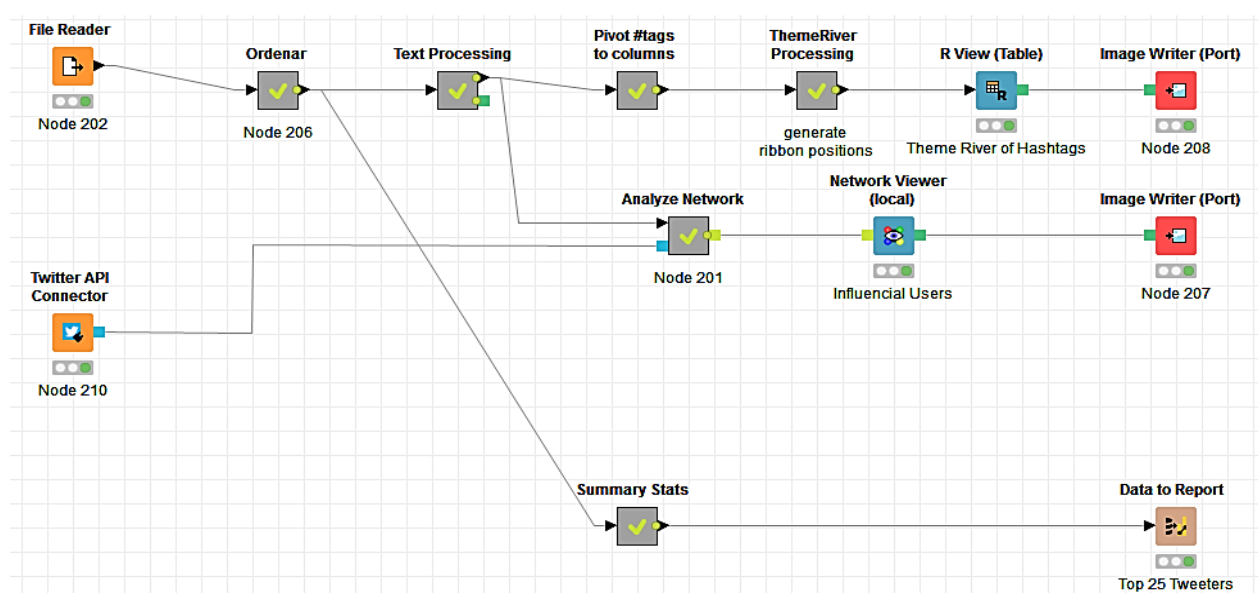 File Reader
Node 202
Ordenar
Node 206
Text Processing
Pivot #tags
to columns
ThemeRiver
Processing
generate
ribbon positions
R View (Table)
R
Theme River of Hashtags
Image Writer (Port)
Node 208
Analyze Network
Node 201
Network Viewer
(local)
Influencial Users
Image Writer (Port)
Node 207
Twitter API
Connector
Node 210
Summary Stats
Data to Report
Top 25 Tweeters